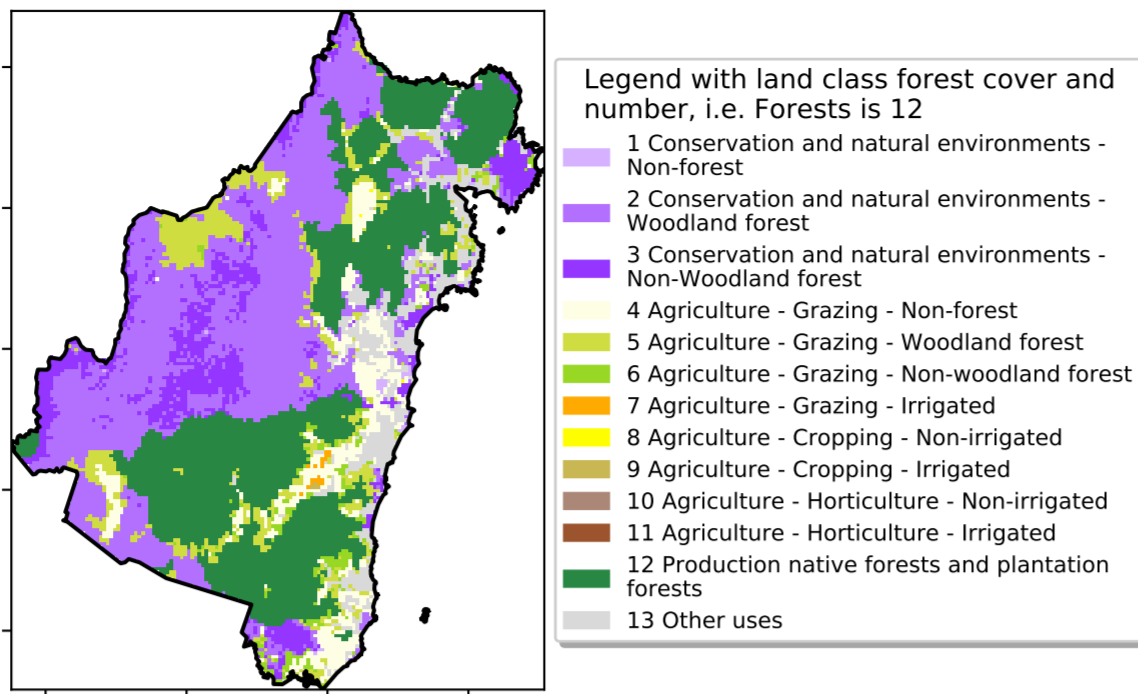 Legend with land class forest cover and
number, i.e. Forests is 12
1 Conservation and natural environments -
Non-forest
2 Conservation and natural environments -
Woodland forest
3 Conservation and natural environments -
Non-Woodland forest
4 Agriculture - Grazing - Non-forest
5 Agriculture - Grazing - Woodland forest
6 Agriculture - Grazing - Non-woodland forest
7 Agriculture - Grazing - Irrigated
8 Agriculture - Cropping - Non-irrigated
9 Agriculture - Cropping - Irrigated
10 Agriculture - Horticulture - Non-irrigated
11 Agriculture - Horticulture - Irrigated
12 Production native forests and plantation
forests
13 Other uses